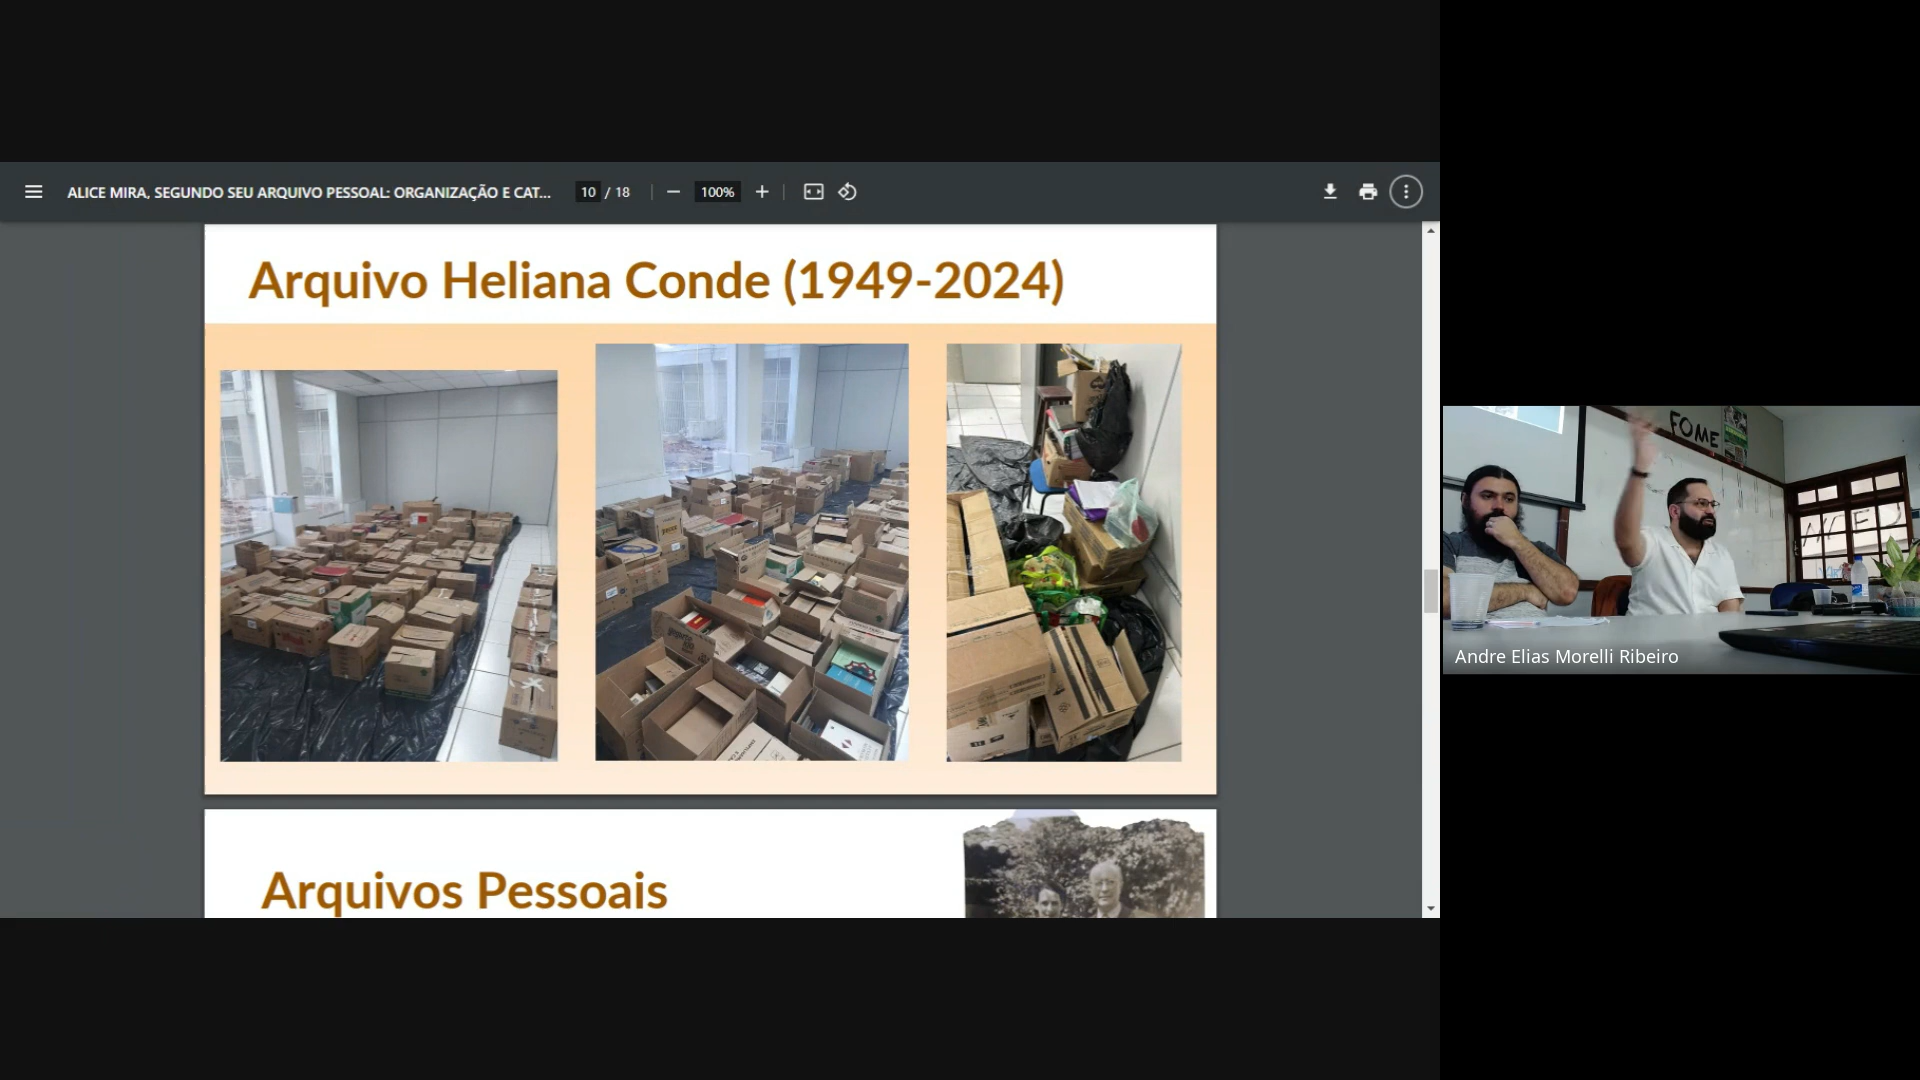 ALICE MIRA, SEGUNDO SEU ARQUIVO PESSOAL: ORGANIZAÇÃO E CAT...
10 / 18
100%
Arquivo Heliana Conde (1949-2024)
Arquivos Pessoais
FOME
Andre Elias Morelli Ribeiro